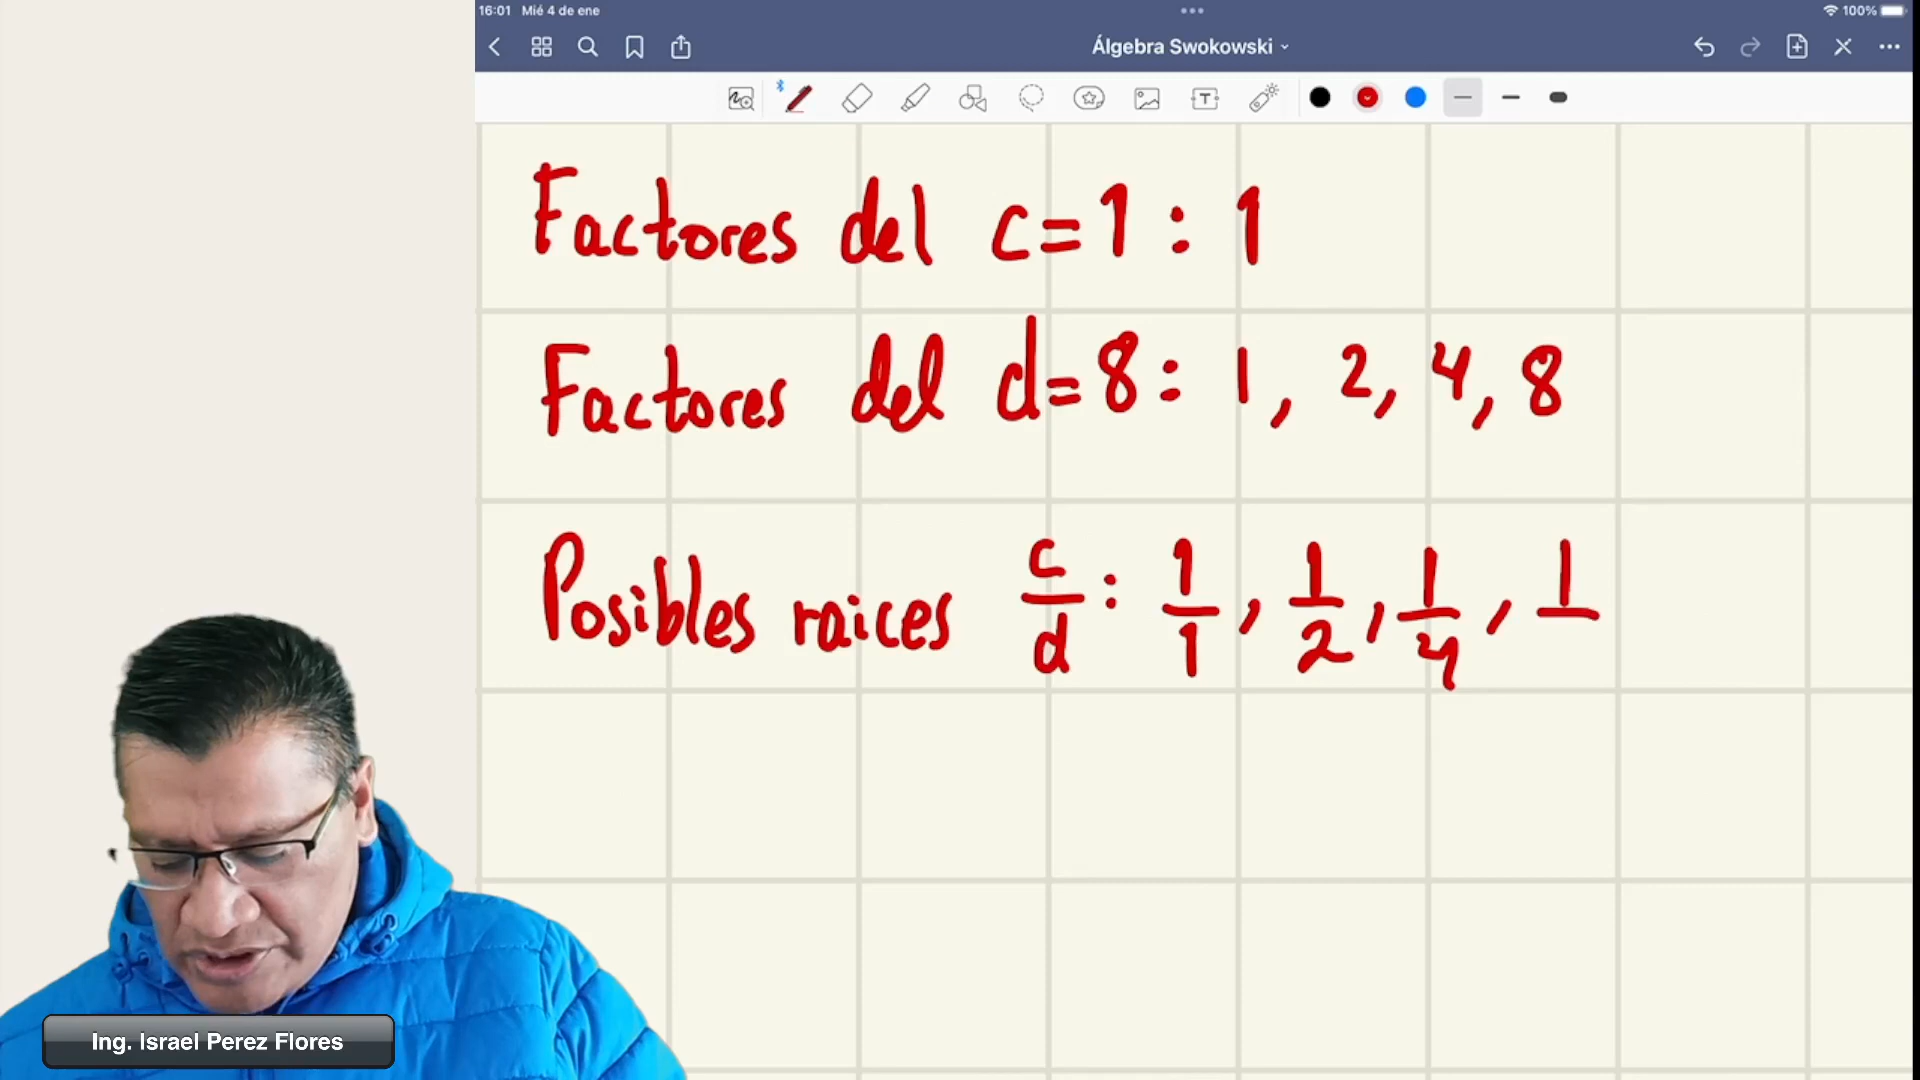 16:01 Mié 4 de ene
100%
Álgebra Swokowski
Factores del c=1 : 1
Factores del d=8 : 1, 2, 4, 8
Posibles raices c/d : 1/1, 1/2, 1/4, 1/
Ing. Israel Perez Flores